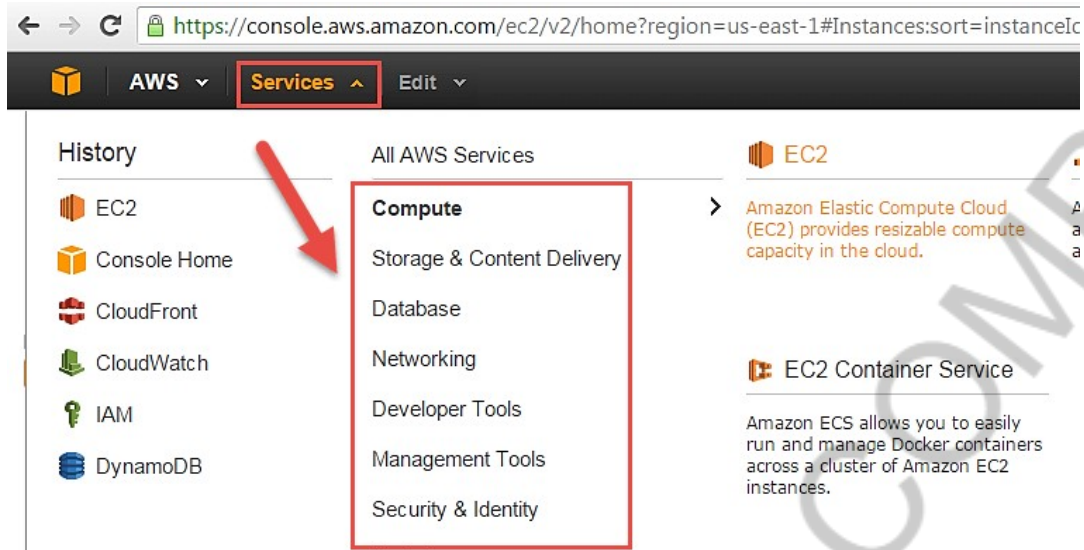 https://console.aws.amazon.com/ec2/v2/home?region=us-east-1#Instances:sort=instanceId
AWS Services Edit
History
EC2
Console Home
CloudFront
CloudWatch
IAM
DynamoDB
All AWS Services
Compute
Storage & Content Delivery
Database
Networking
Developer Tools
Management Tools
Security & Identity
EC2
Amazon Elastic Compute Cloud
(EC2) provides resizable compute
capacity in the cloud.
EC2 Container Service
Amazon ECS allows you to easily
run and manage Docker containers
across a cluster of Amazon EC2
instances.